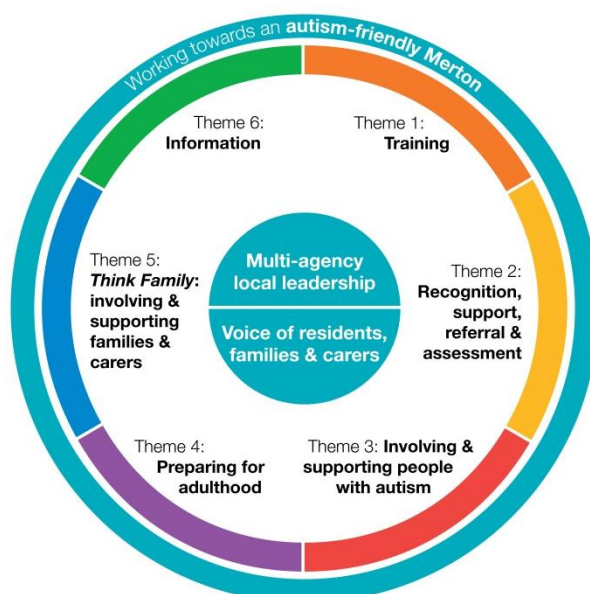 Working towards an autism-friendly Merton
Theme 1:
Training
Theme 2:
Recognition,
support,
referral &
assessment
Theme 3: Involving &
supporting people
with autism
Theme 4:
Preparing for
adulthood
Theme 5:
Think Family:
involving &
supporting
families &
carers
Theme 6:
Information
Multi-agency
local leadership
Voice of residents,
families & carers